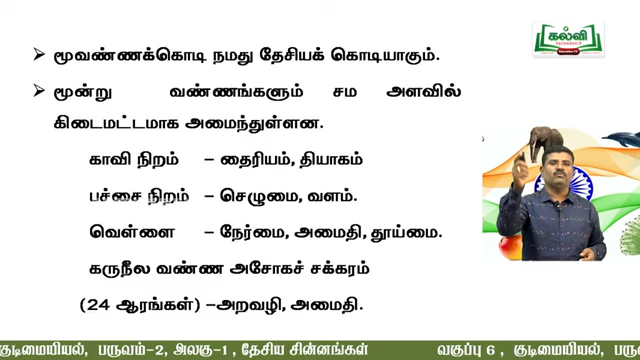 கல்வி
➢ மூவண்ணக்கொடி நமது தேசியக் கொடியாகும்.
➢ மூன்று வண்ணங்களும் சம அளவில்
கிடைமட்டமாக அமைந்துள்ளன.
காவி நிறம் – தைரியம், தியாகம்
பச்சை நிறம் – செழுமை, வளம்.
வெள்ளை – நேர்மை, அமைதி, தூய்மை.
கருநீல வண்ண அசோகச் சக்கரம்
(24 ஆரங்கள்) –அறவழி, அமைதி.
குடிமையியல், பருவம்-2, அலகு-1 , தேசிய சின்னங்கள் வகுப்பு 6 , குடிமையியல், பரு